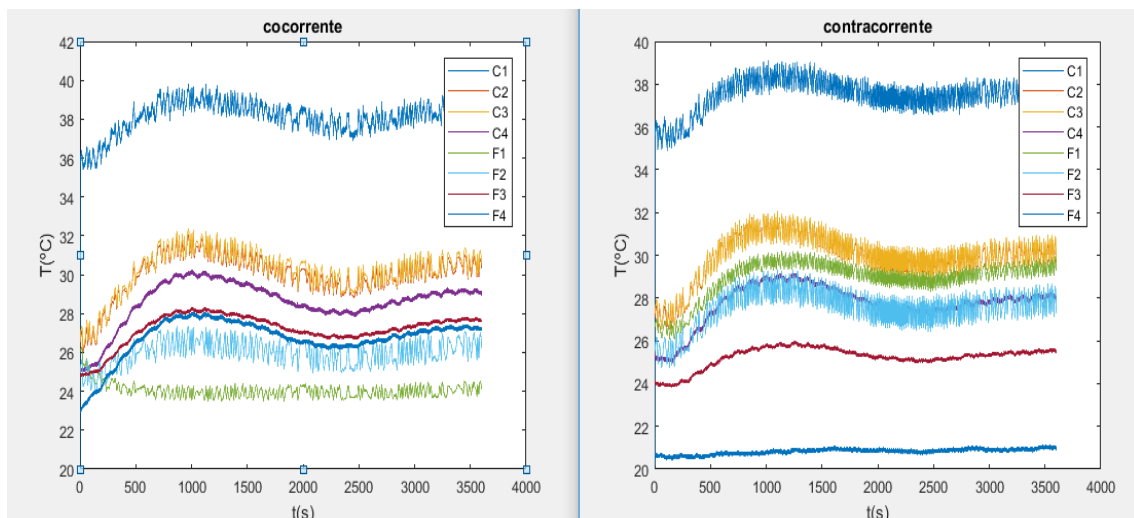 cocorrente
42
40
38
36
34
32
30
28
26
24
22
20
T(°C)
0 500 1000 1500 2000 2500 3000 3500 4000
t(s)
C1
C2
C3
C4
F1
F2
F3
F4
contracorrente
40
38
36
34
32
30
28
26
24
22
20
T(°C)
0 500 1000 1500 2000 2500 3000 3500 4000
t(s)
C1
C2
C3
C4
F1
F2
F3
F4